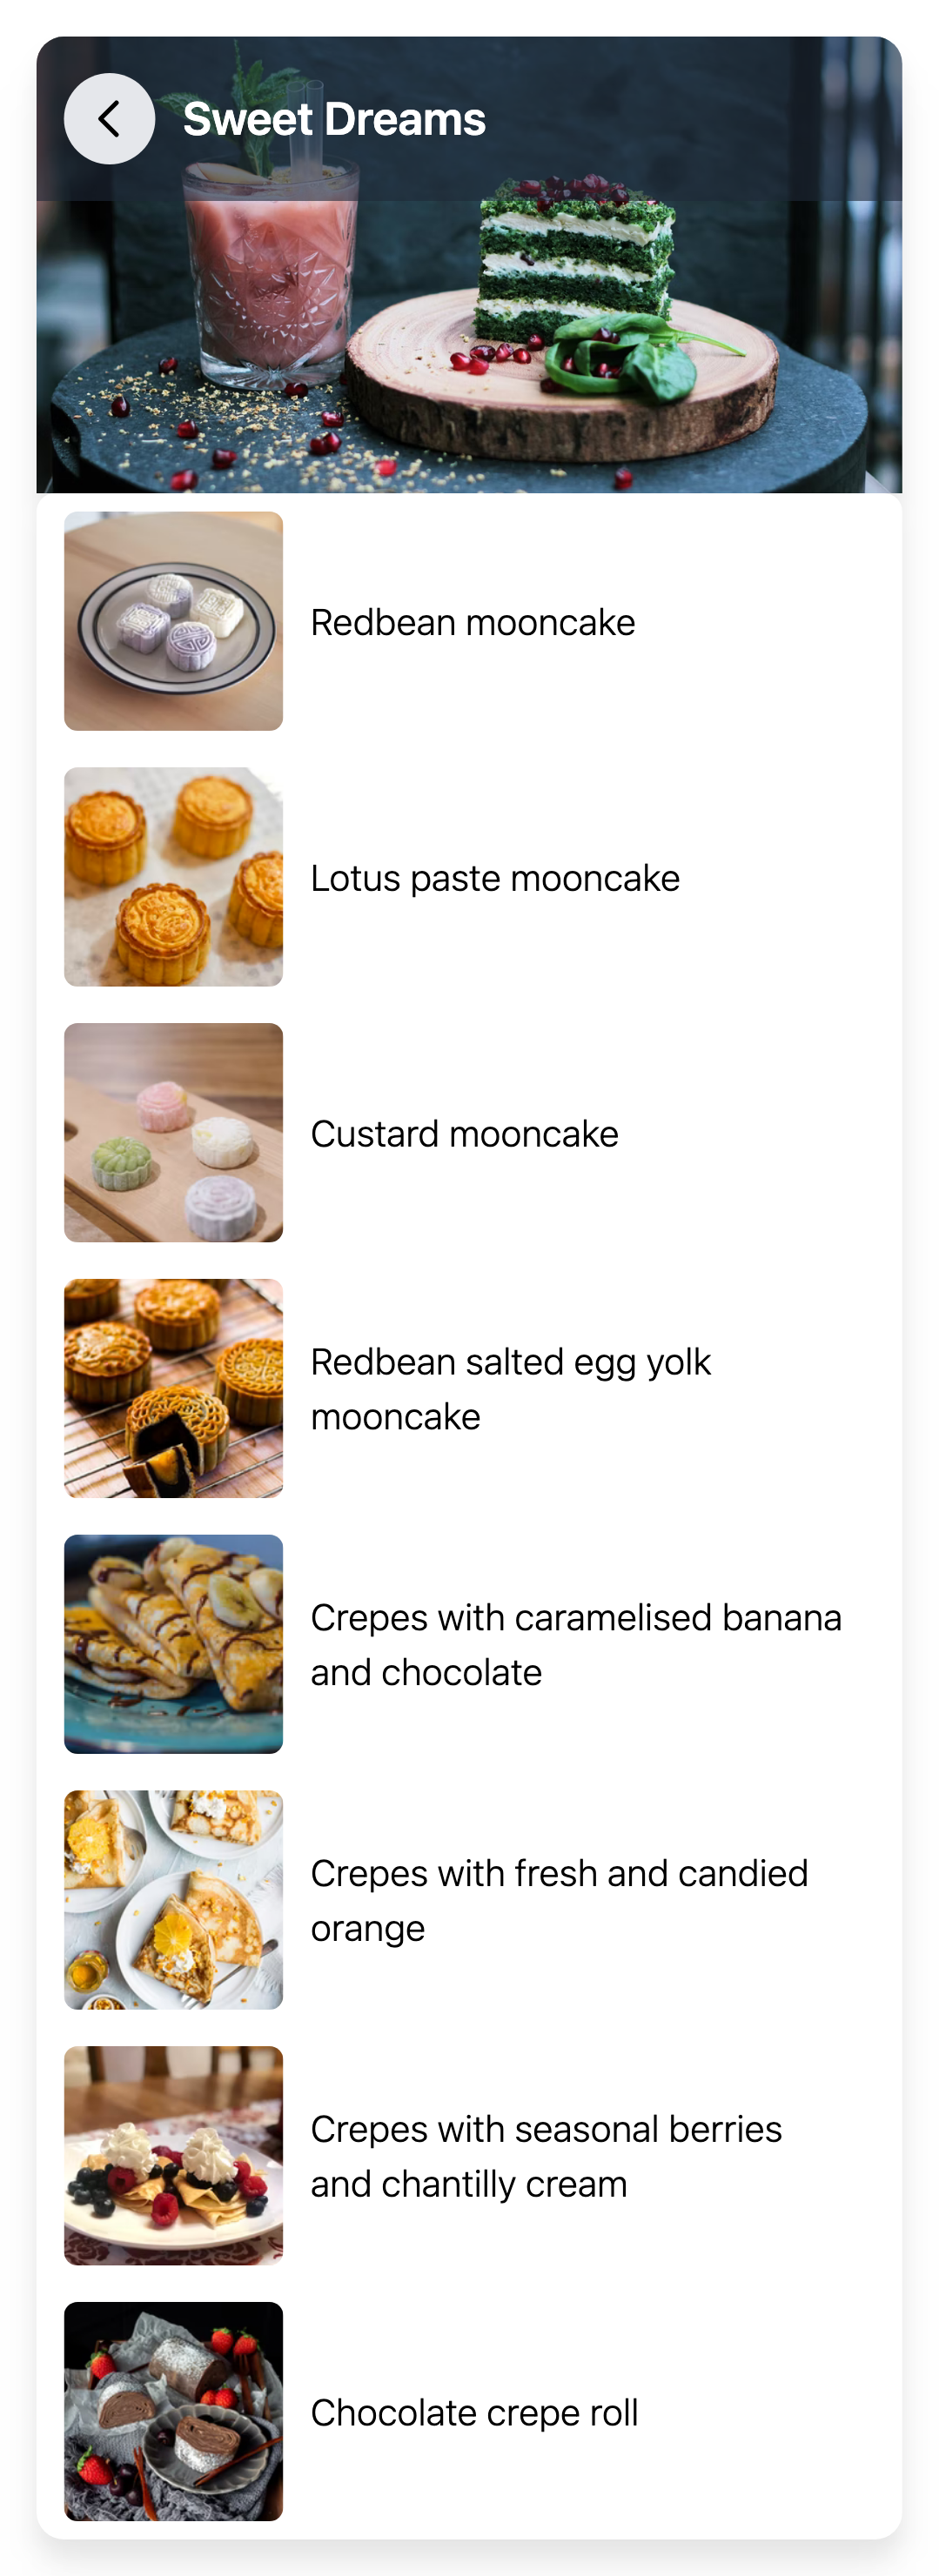 Sweet Dreams
Redbean mooncake
Lotus paste mooncake
Custard mooncake
Redbean salted egg yolk
mooncake
Crepes with caramelised banana
and chocolate
Crepes with fresh and candied
orange
Crepes with seasonal berries
and chantilly cream
Chocolate crepe roll